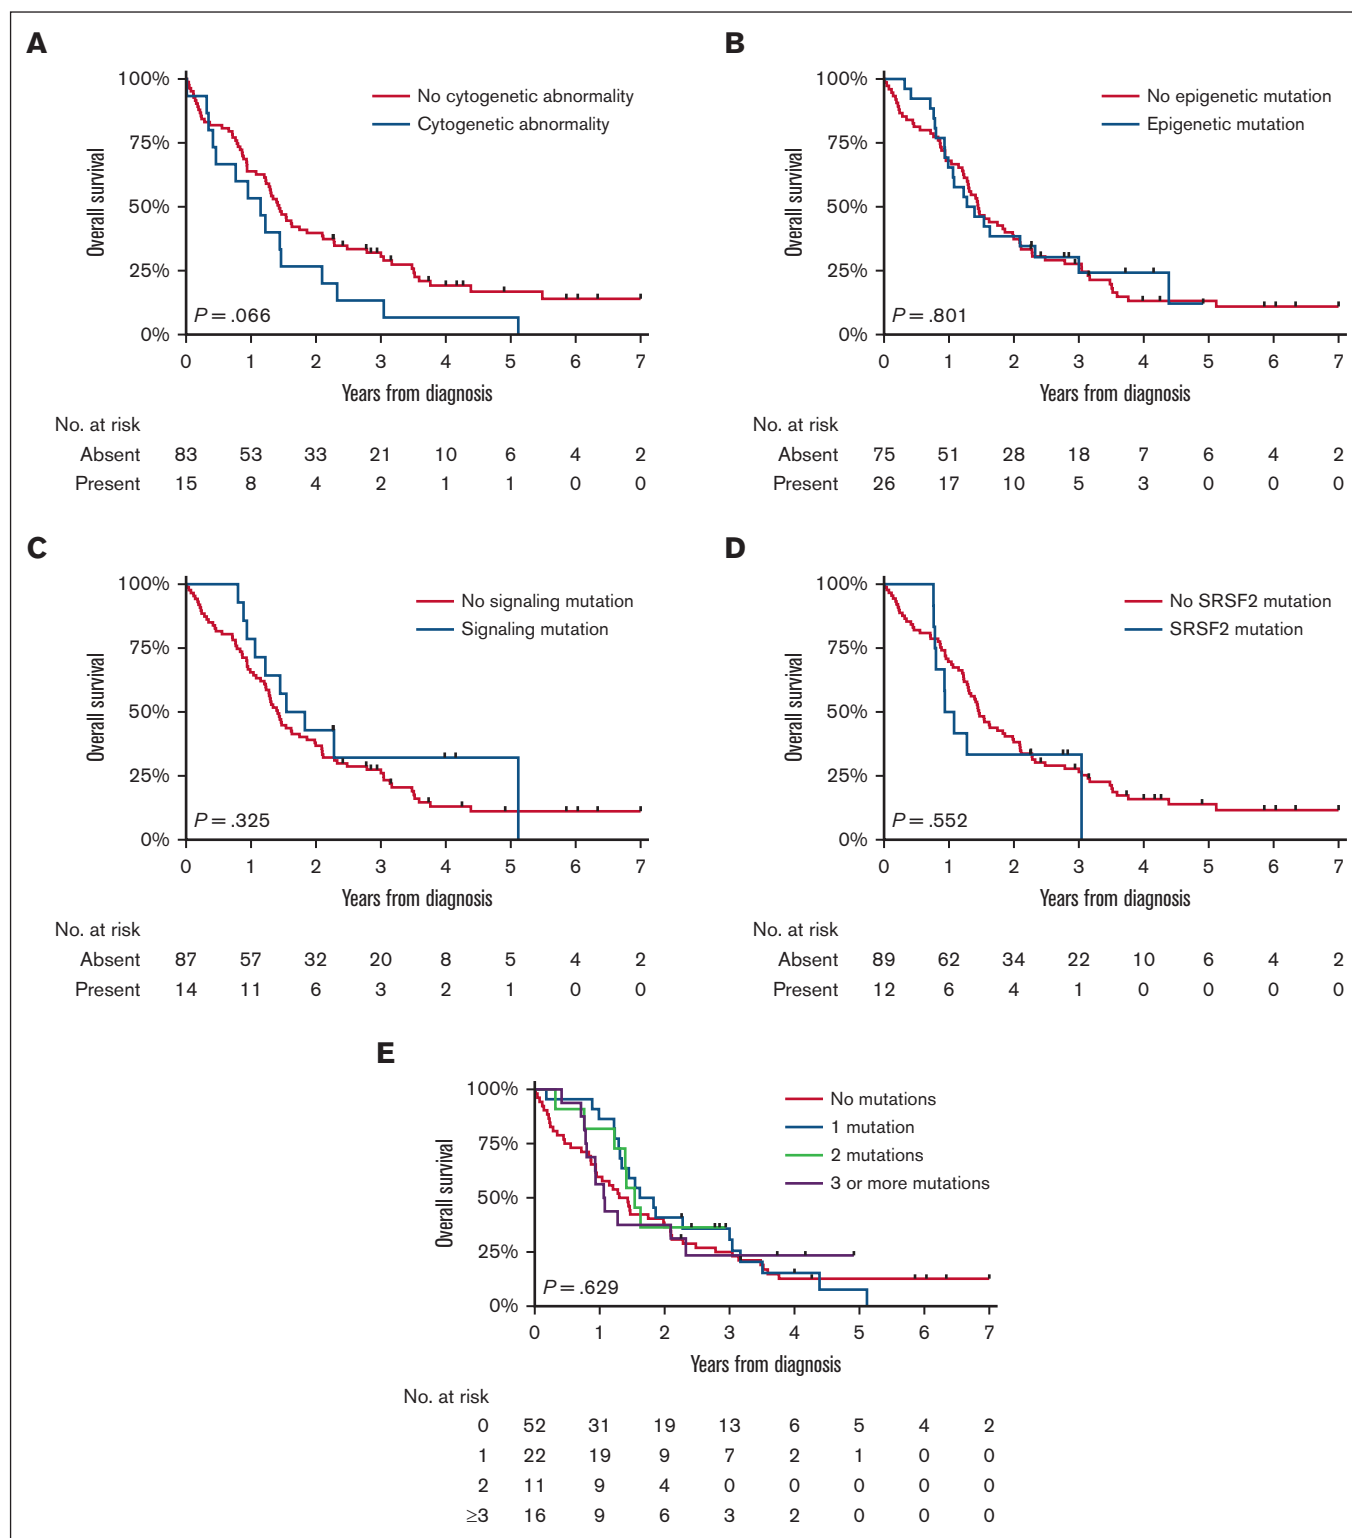 A
100%
75%
50%
25%
0%
Overall survival
No cytogenetic abnormality
Cytogenetic abnormality
P = .066
0 1 2 3 4 5 6 7
Years from diagnosis
No. at risk
Absent 83 53 33 21 10 6 4 2
Present 15 8 4 2 1 1 0 0
B
100%
75%
50%
25%
0%
Overall survival
No epigenetic mutation
Epigenetic mutation
P = .801
0 1 2 3 4 5 6 7
Years from diagnosis
No. at risk
Absent 75 51 28 18 7 6 4 2
Present 26 17 10 5 3 0 0 0
C
100%
75%
50%
25%
0%
Overall survival
No signaling mutation
Signaling mutation
P = .325
0 1 2 3 4 5 6 7
Years from diagnosis
No. at risk
Absent 87 57 32 20 8 5 4 2
Present 14 11 6 3 2 1 0 0
D
100%
75%
50%
25%
0%
Overall survival
No SRSF2 mutation
SRSF2 mutation
P = .552
0 1 2 3 4 5 6 7
Years from diagnosis
No. at risk
Absent 89 62 34 22 10 6 4 2
Present 12 6 4 1 0 0 0 0
E
100%
75%
50%
25%
0%
Overall survival
No mutations
1 mutation
2 mutations
3 or more mutations
P = .629
0 1 2 3 4 5 6 7
Years from diagnosis
No. at risk
0 52 31 19 13 6 5 4 2
1 22 19 9 7 2 1 0 0
2 11 9 4 0 0 0 0 0
≥3 16 9 6 3 2 0 0 0